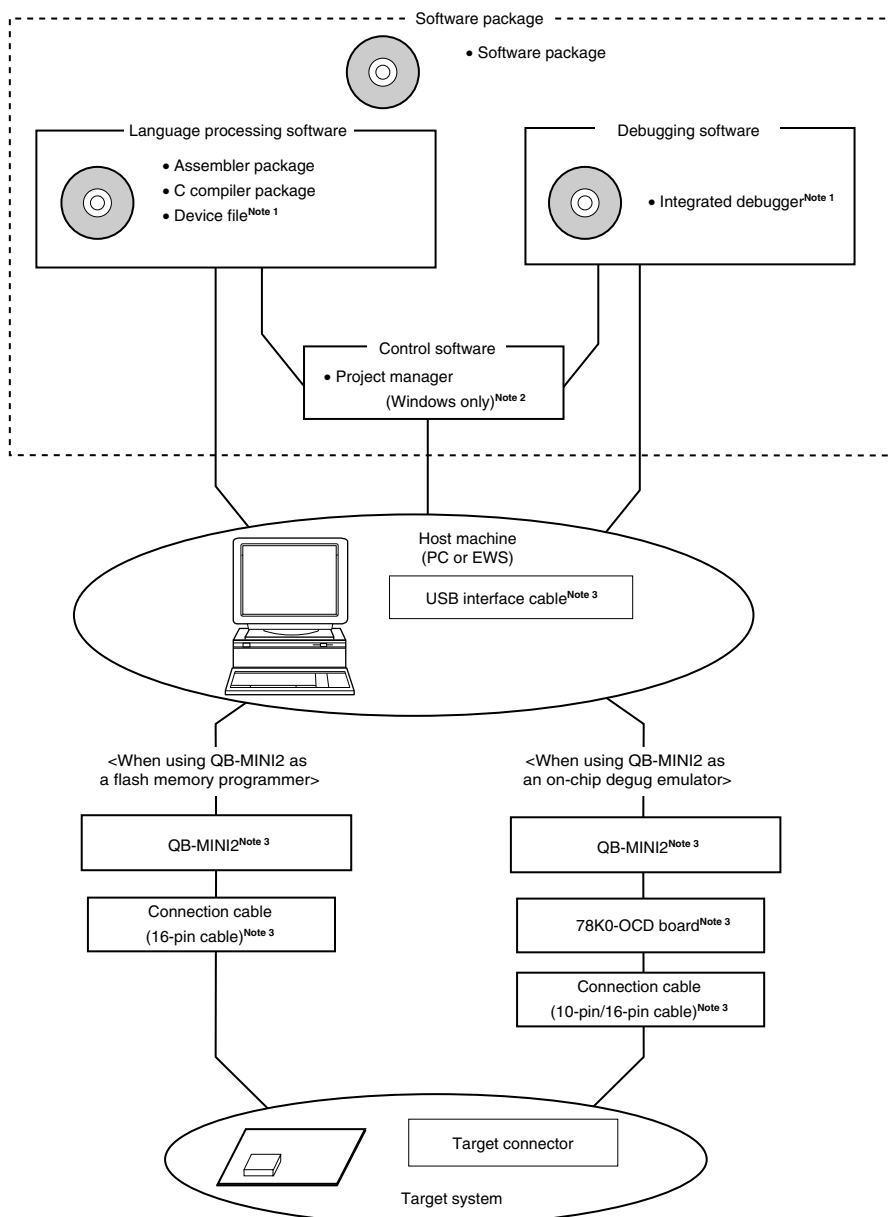 Software package
• Software package
Language processing software
• Assembler package
• C compiler package
• Device fileNote 1
Debugging software
• Integrated debuggerNote 1
Control software
• Project manager
(Windows only)Note 2
Host machine
(PC or EWS)
USB interface cableNote 3
<When using QB-MINI2 as
a flash memory programmer>
<When using QB-MINI2 as
an on-chip degug emulator>
QB-MINI2Note 3
Connection cable
(16-pin cable)Note 3
QB-MINI2Note 3
78K0-OCD boardNote 3
Connection cable
(10-pin/16-pin cable)Note 3
Target connector
Target system